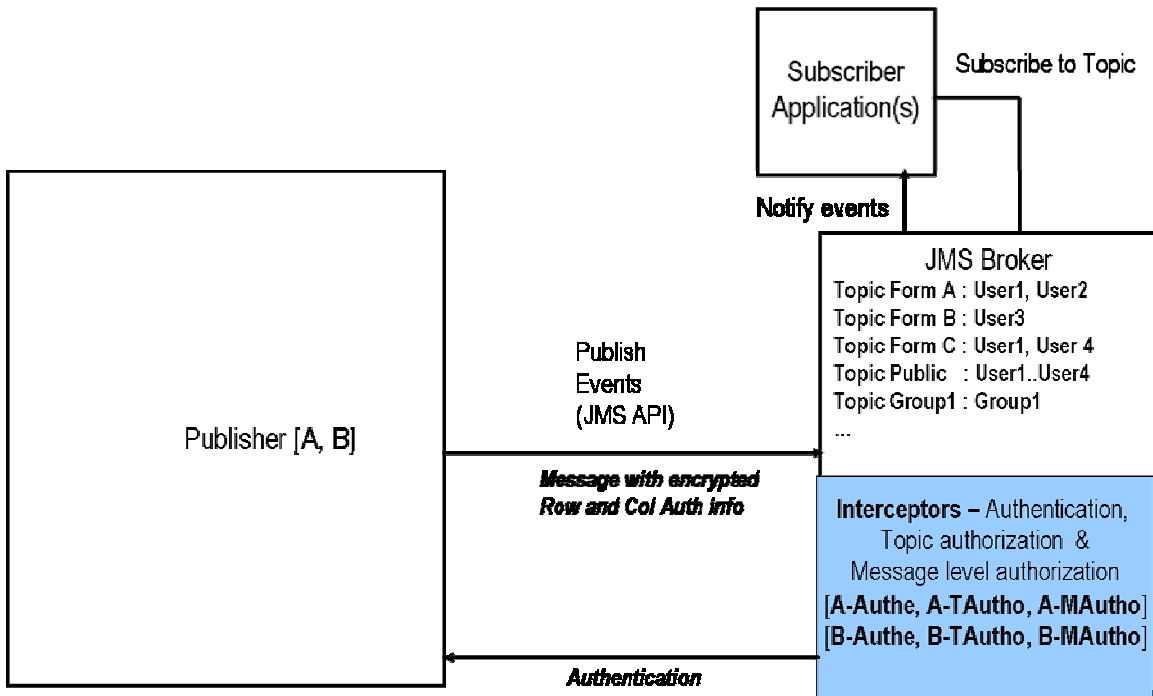 Subscriber
Application(s)
Subscribe to Topic
Notify events
JMS Broker
Topic Form A : User1, User2
Topic Form B : User3
Topic Form C : User1, User 4
Topic Public : User1..User4
Topic Group1 : Group1
...
Publish
Events
(JMS API)
Publisher [A, B]
Message with encrypted
Row and Col Auth info
Interceptors – Authentication,
Topic authorization &
Message level authorization
[A-Authe, A-TAutho, A-MAutho]
[B-Authe, B-TAutho, B-MAutho]
Authentication